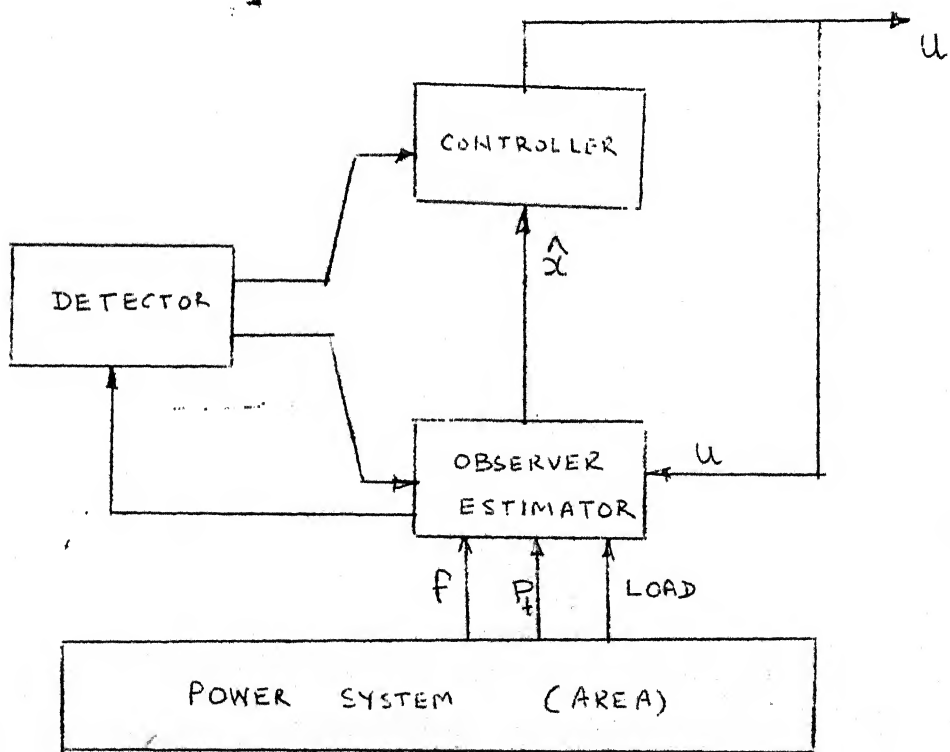 u
CONTROLLER
x̂
DETECTOR
OBSERVER
ESTIMATOR
u
f
Pt
LOAD
POWER SYSTEM (AREA)